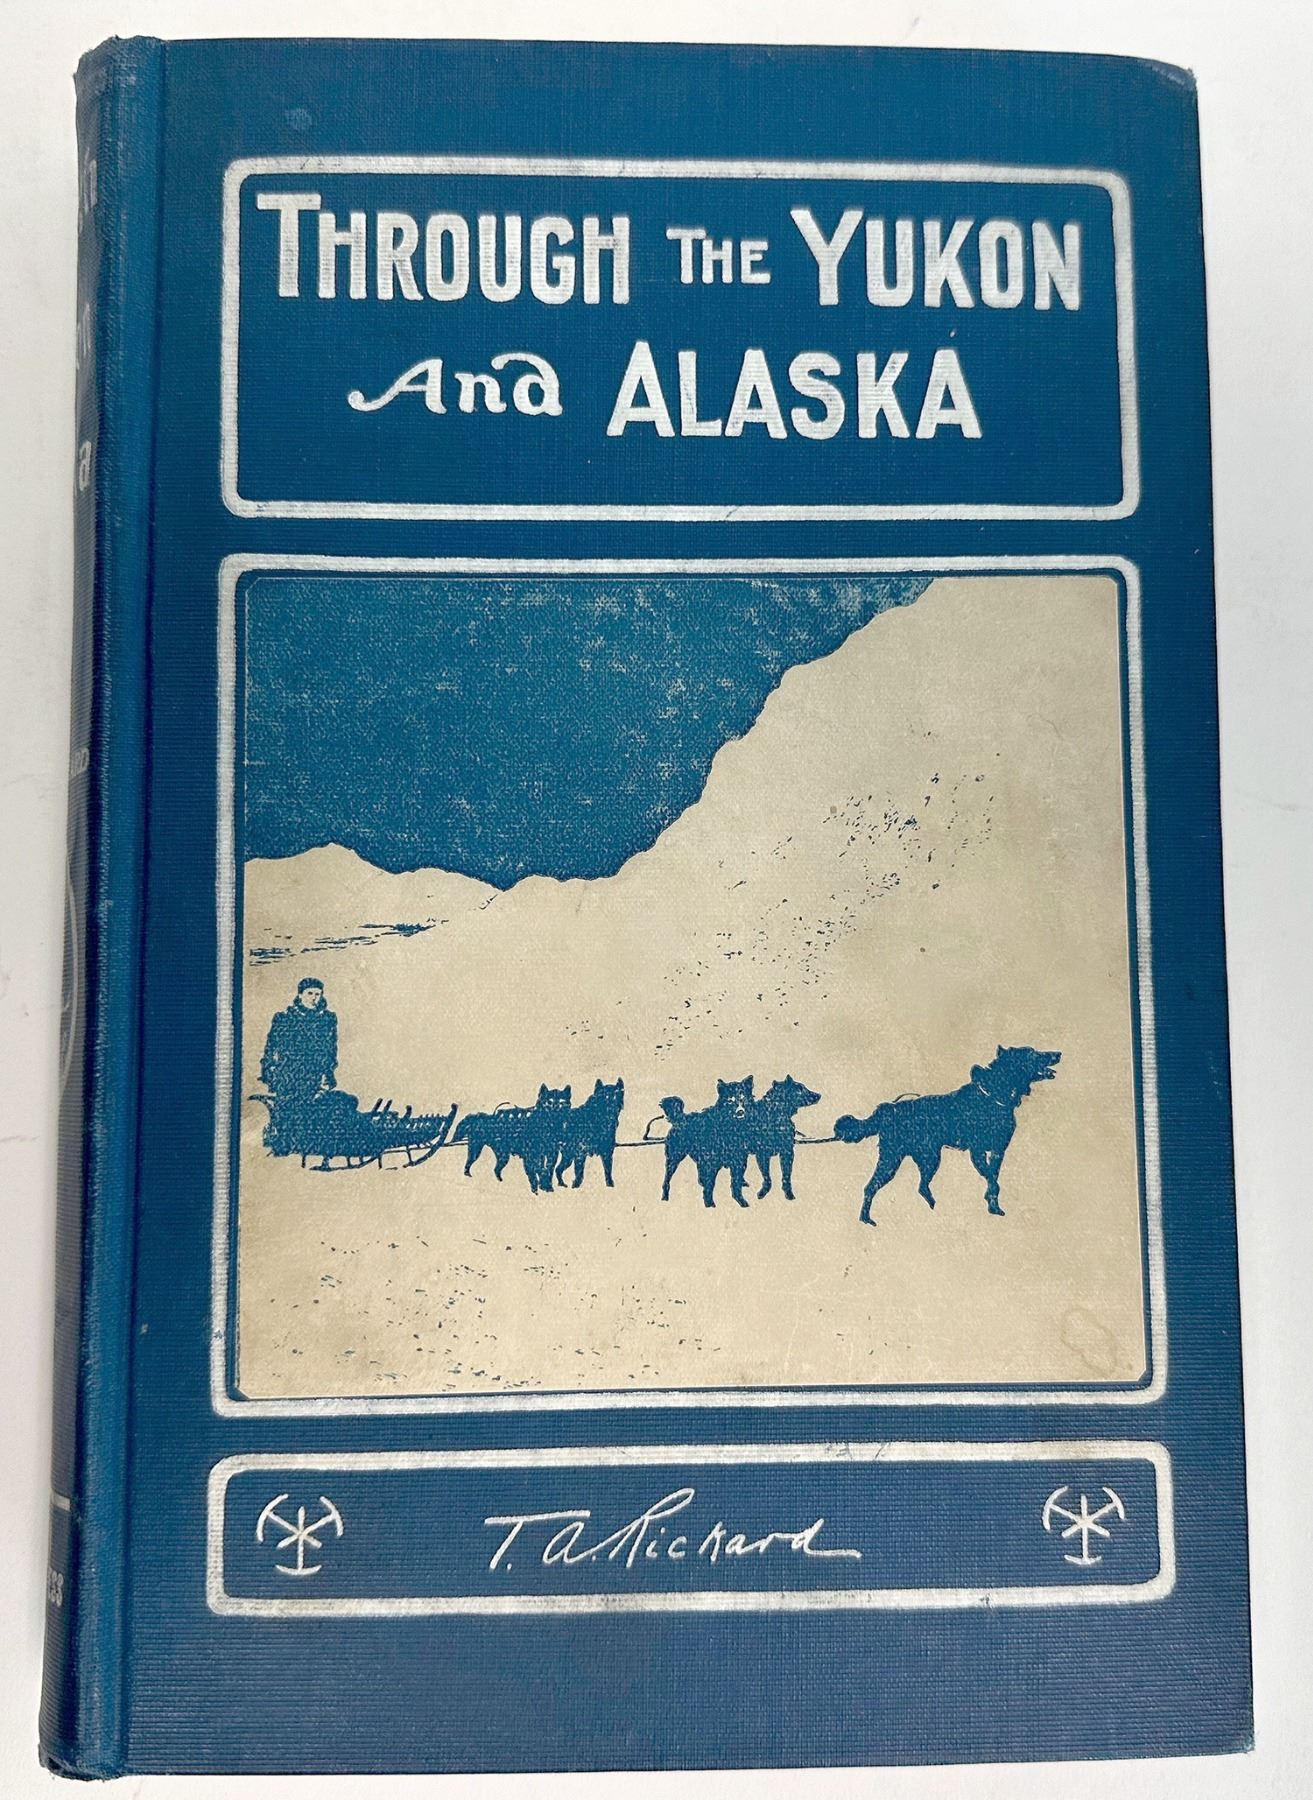 THROUGH THE YUKON
And ALASKA
T. A. Rickard